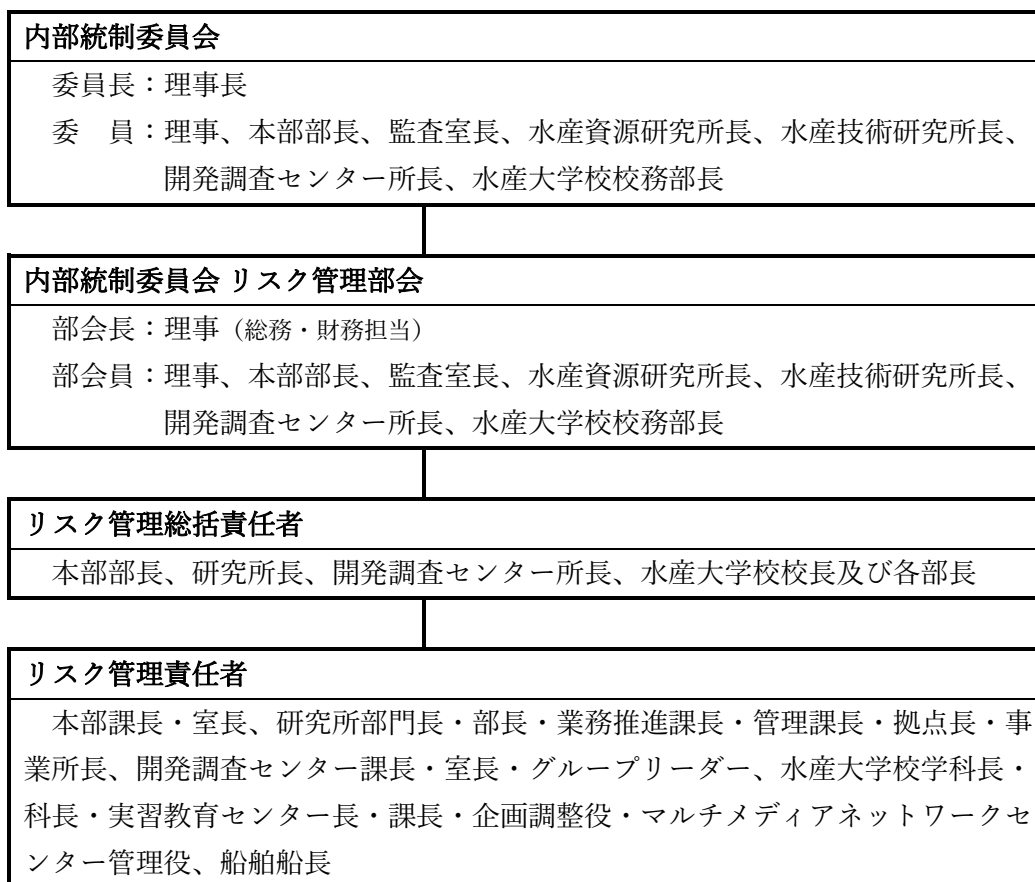 内部統制委員会
委員長：理事長
委　員：理事、本部部長、監査室長、水産資源研究所長、水産技術研究所長、
開発調査センター所長、水産大学校校務部長
内部統制委員会 リスク管理部会
部会長：理事（総務・財務担当）
部会員：理事、本部部長、監査室長、水産資源研究所長、水産技術研究所長、
開発調査センター所長、水産大学校校務部長
リスク管理総括責任者
本部部長、研究所長、開発調査センター所長、水産大学校校長及び各部長
リスク管理責任者
本部課長・室長、研究所部門長・部長・業務推進課長・管理課長・拠点長・事
業所長、開発調査センター課長・室長・グループリーダー、水産大学校学科長・
科長・実習教育センター長・課長・企画調整役・マルチメディアネットワークセ
ンター管理役、船舶船長